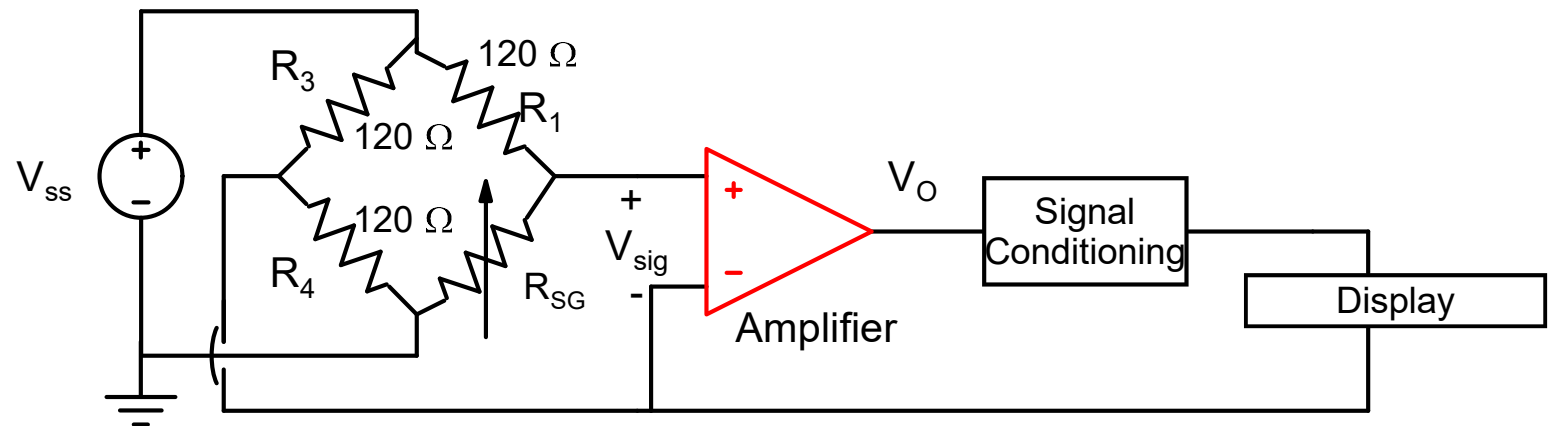 120 Ω
R3
R1
120 Ω
+
Vss
-
120 Ω
R4
RSG
+
Vsig
-
+
-
Amplifier
VO
Signal
Conditioning
Display